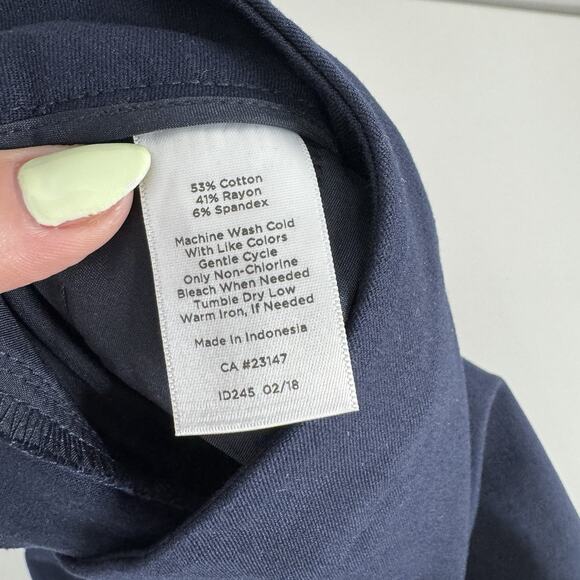 53% Cotton
41% Rayon
6% Spandex
Machine Wash Cold
With Like Colors
Gentle Cycle
Only Non-Chlorine
Bleach When Needed
Tumble Dry Low
Warm Iron, If Needed
Made in Indonesia
CA #23147
ID245 02/18